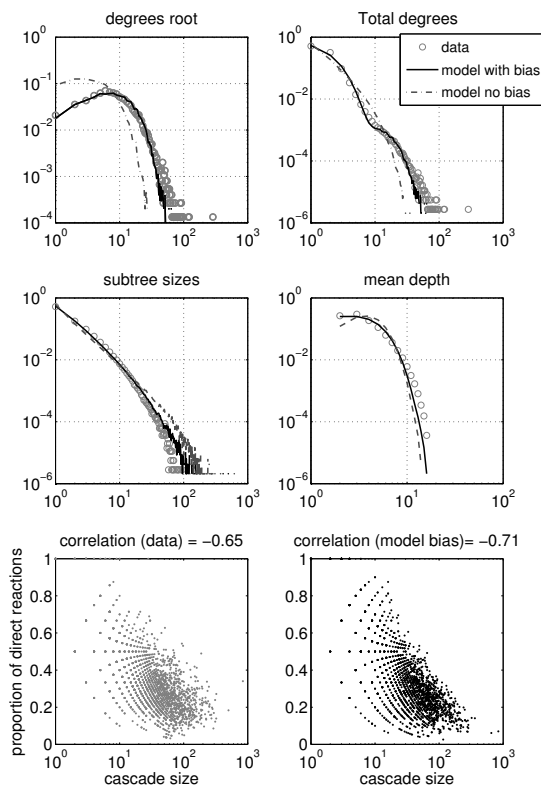 degrees root
10^0
10^-1
10^-2
10^-3
10^-4
10^0 10^1 10^2 10^3
Total degrees
10^0
10^-2
10^-4
10^-6
10^0 10^1 10^2 10^3
data
model with bias
model no bias
subtree sizes
10^0
10^-2
10^-4
10^-6
10^0 10^1 10^2 10^3
mean depth
10^0
10^-2
10^-4
10^-6
10^0 10^1 10^2
correlation (data) = −0.65
proportion of direct reactions
1
0.8
0.6
0.4
0.2
0
10^0 10^1 10^2 10^3
cascade size
correlation (model bias)= −0.71
1
0.8
0.6
0.4
0.2
0
10^0 10^1 10^2 10^3
cascade size